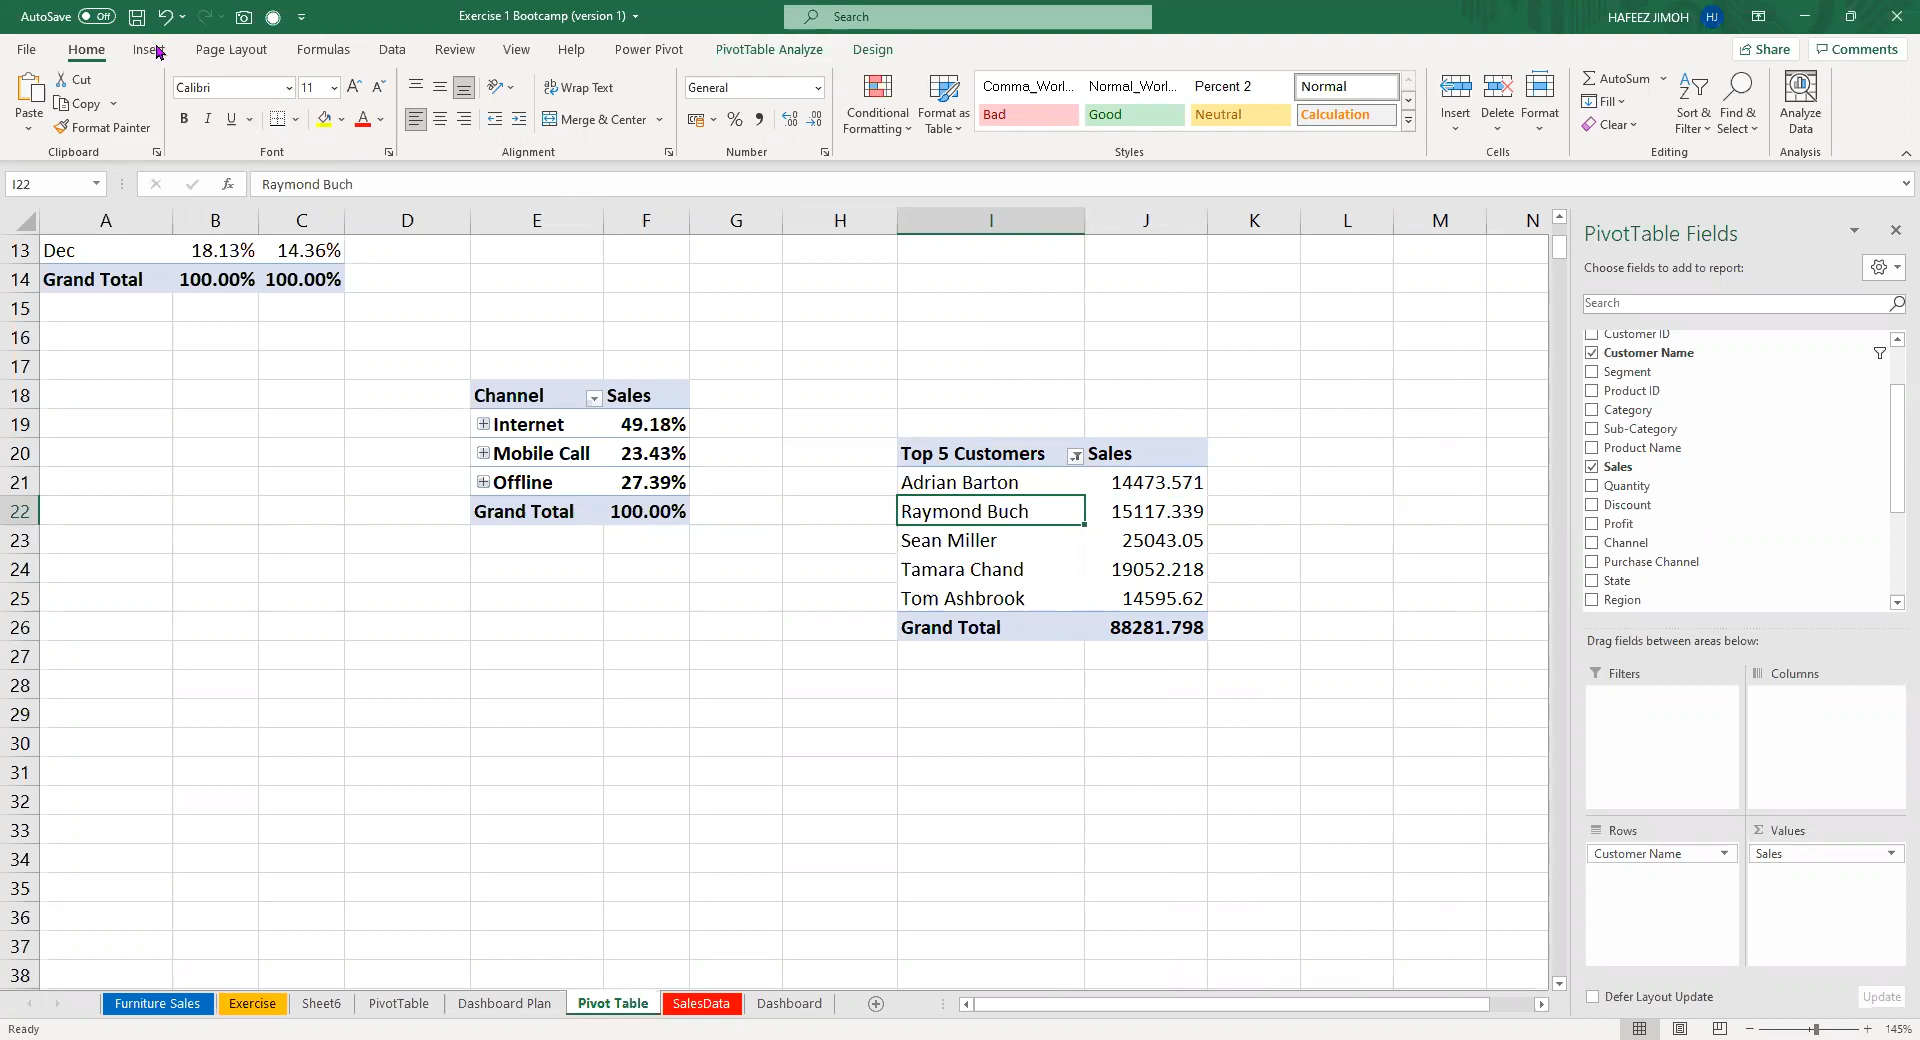 AutoSave Off Exercise 1 Bootcamp (version 1) Search HAFEEZ JIMOH HJ
File Home Insert Page Layout Formulas Data Review View Help Power Pivot PivotTable Analyze Design Share Comments
Paste Cut Copy Format Painter Clipboard
Calibri 11 B I U A A A Font
Wrap Text Merge & Center Alignment
General % Number
Conditional Formatting Format as Table
Comma_Worl... Normal_Worl... Percent 2 Normal
Bad Good Neutral Calculation
Styles
Insert Delete Format Cells
AutoSum Fill Clear Sort & Filter Find & Select Editing
Analyze Data Analysis
I22 fx Raymond Buch
A B C D E F G H I J K L M N
13 Dec 18.13% 14.36%
14 Grand Total 100.00% 100.00%
15
16
17
18 Channel Sales
19 Internet 49.18%
20 Mobile Call 23.43% Top 5 Customers Sales
21 Offline 27.39% Adrian Barton 14473.571
22 Grand Total 100.00% Raymond Buch 15117.339
23 Sean Miller 25043.05
24 Tamara Chand 19052.218
25 Tom Ashbrook 14595.62
26 Grand Total 88281.798
27
28
29
30
31
32
33
34
35
36
37
38
PivotTable Fields
Choose fields to add to report:
Search
Customer ID
Customer Name
Segment
Product ID
Category
Sub-Category
Product Name
Sales
Quantity
Discount
Profit
Channel
Purchase Channel
State
Region
Drag fields between areas below:
Filters Columns
Rows Values
Customer Name Sales
Defer Layout Update Update
Furniture Sales Exercise Sheet6 PivotTable Dashboard Plan Pivot Table SalesData Dashboard
Ready 145%